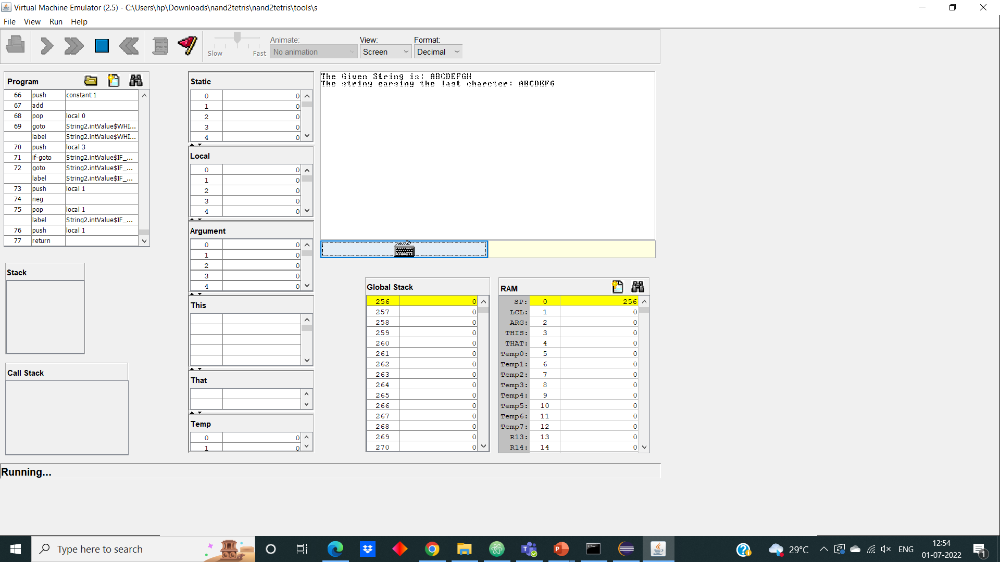 Virtual Machine Emulator (2.5) - C:\Users\hp\Downloads\nand2tetris\nand2tetris\tools\s
File View Run Help
Slow Fast
Animate:
No animation
View:
Screen
Format:
Decimal
Program
66 push constant 1
67 add
68 pop local 0
69 goto String2.intValue$WHI...
label String2.intValue$WHI...
70 push local 3
71 if-goto String2.intValue$IF_...
72 goto String2.intValue$IF_...
label String2.intValue$IF_...
73 push local 1
74 neg
75 pop local 1
label String2.intValue$IF_...
76 push local 1
77 return
Stack
Call Stack
Static
0 0
1 0
2 0
3 0
4 0
Local
0 0
1 0
2 0
3 0
4 0
Argument
0 0
1 0
2 0
3 0
4 0
This
That
Temp
0 0
1 0
The Given String is: ABCDEFGH
The string earsing the last charcter: ABCDEFG
Global Stack
256 0
257 0
258 0
259 0
260 0
261 0
262 0
263 0
264 0
265 0
266 0
267 0
268 0
269 0
270 0
RAM
SP: 0 256
LCL: 1 0
ARG: 2 0
THIS: 3 0
THAT: 4 0
Temp0: 5 0
Temp1: 6 0
Temp2: 7 0
Temp3: 8 0
Temp4: 9 0
Temp5: 10 0
Temp6: 11 0
Temp7: 12 0
R13: 13 0
R14: 14 0
Running...
Type here to search
29°C
ENG
12:54
01-07-2022
1